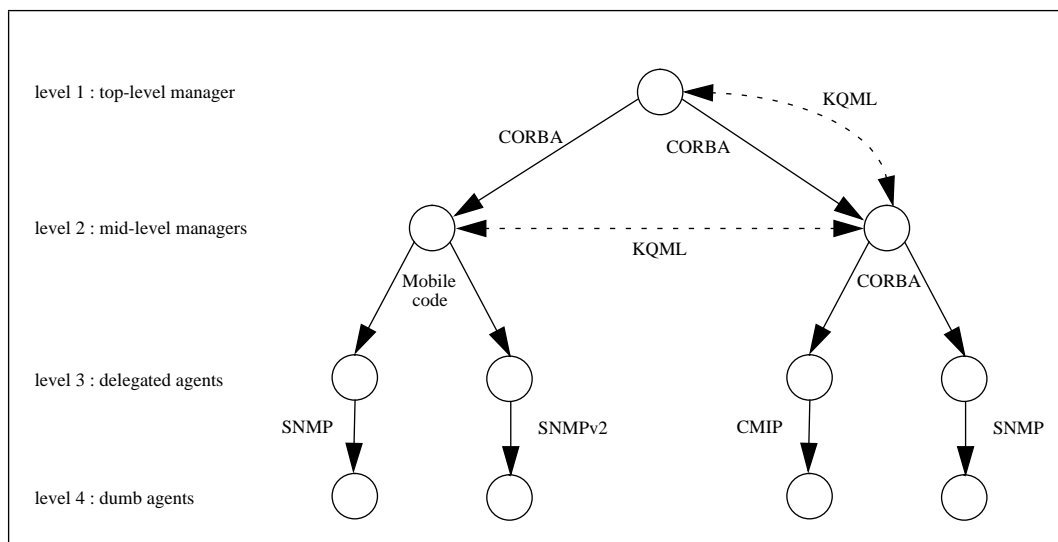 level 1 : top-level manager
KQML
CORBA
CORBA
level 2 : mid-level managers
KQML
Mobile
code
CORBA
level 3 : delegated agents
SNMP
SNMPv2
CMIP
SNMP
level 4 : dumb agents